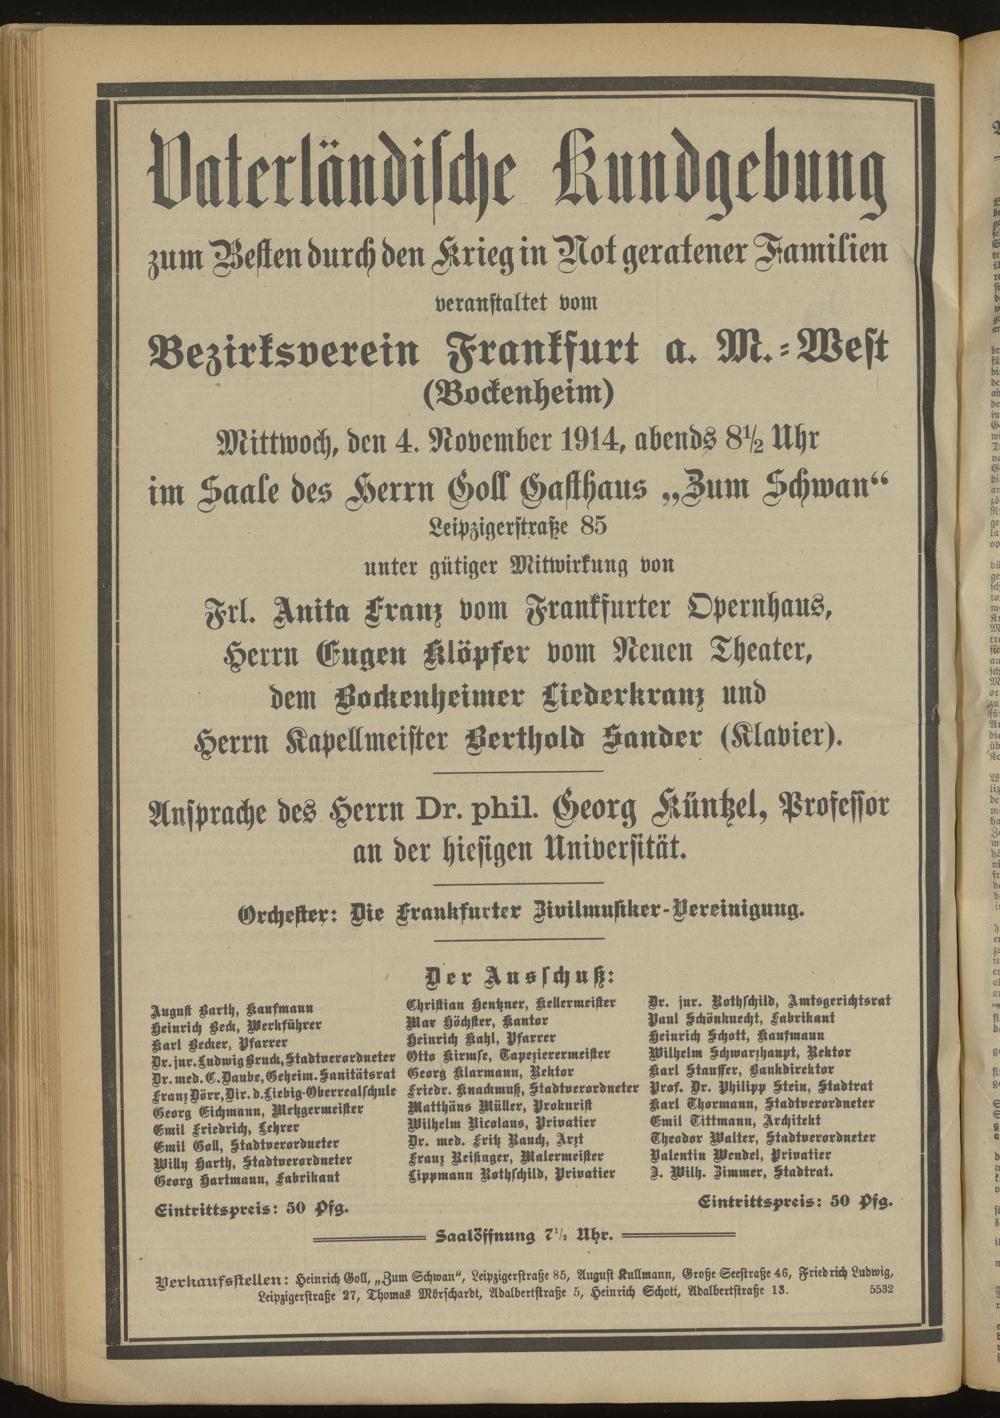 Vaterländische Kundgebung
zum Besten durch den Krieg in Not geratener Familien
veranstaltet vom
Bezirksverein Frankfurt a. M.=West
(Bockenheim)
Mittwoch, den 4. November 1914, abends 8½ Uhr
im Saale des Herrn Goll Gasthaus „Zum Schwan“
Leipzigerstraße 85
unter gütiger Mitwirkung von
Frl. Anita Franz vom Frankfurter Opernhaus,
Herrn Eugen Klöpfer vom Neuen Theater,
dem Bockenheimer Liederkranz und
Herrn Kapellmeister Berthold Sander (Klavier).
Ansprache des Herrn Dr. phil. Georg Küntzel, Professor
an der hiesigen Universität.
Orchester: Die Frankfurter Zivilmusiker-Vereinigung.
Der Ausschuß:
August Barth, Kaufmann
Heinrich Beck, Werkführer
Karl Becker, Pfarrer
Dr. jur. Ludwig Bruck, Stadtverordneter
Dr. med. C. Daube, Geheim. Sanitätsrat
Franz Dörr, Dir. d. Liebig-Oberrealschule
Georg Eichmann, Metzgermeister
Emil Friedrich, Lehrer
Emil Goll, Stadtverordneter
Willy Harth, Stadtverordneter
Georg Hartmann, Fabrikant
Christian Hentzner, Kellermeister
Max Höchster, Kantor
Heinrich Kahl, Pfarrer
Otto Kirmse, Tapezierermeister
Georg Klarmann, Rektor
Friedr. Knackmuß, Stadtverordneter
Matthäus Müller, Prokurist
Wilhelm Nicolaus, Privatier
Dr. med. Fritz Rauch, Arzt
Franz Reisinger, Malermeister
Lippmann Rothschild, Privatier
Dr. jur. Rothschild, Amtsgerichtsrat
Paul Schönknecht, Fabrikant
Heinrich Schott, Kaufmann
Wilhelm Schwarzhaupt, Rektor
Karl Stauffer, Bankdirektor
Prof. Dr. Philipp Stein, Stadtrat
Karl Thormann, Stadtverordneter
Emil Tittmann, Architekt
Theodor Walter, Stadtverordneter
Valentin Wendel, Privatier
J. Wilh. Zimmer, Stadtrat.
Eintrittspreis: 50 Pfg.
Eintrittspreis: 50 Pfg.
Saalöffnung 7½ Uhr.
Verkaufsstellen: Heinrich Goll, „Zum Schwan“, Leipzigerstraße 85, August Kullmann, Große Seestraße 46, Friedrich Ludwig,
Leipzigerstraße 27, Thomas Mörschardt, Adalbertstraße 5, Heinrich Schott, Adalbertstraße 13.
5532